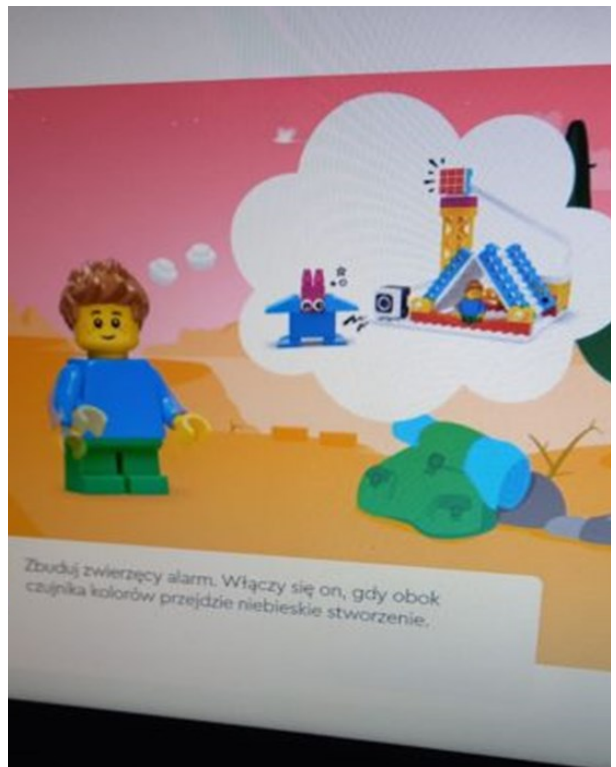 Zbuduj zwierzęcy alarm. Włączy się on, gdy obok
czujnika kolorów przejdzie niebieskie stworzenie.